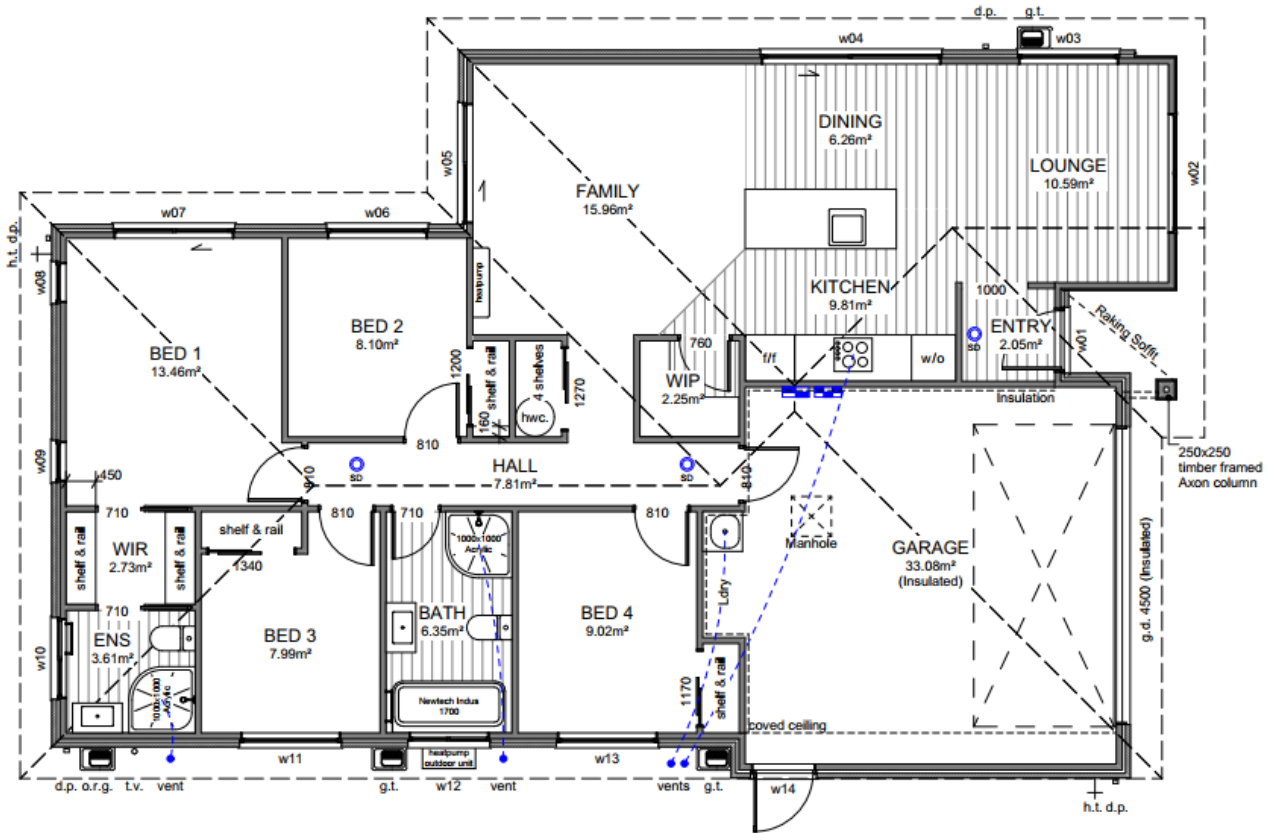 d.p.
g.t.
w04
w03
DINING
6.26m²
LOUNGE
10.59m²
w02
w05
FAMILY
15.96m²
w07
w06
h.t. d.p.
w08
heatpump
KITCHEN
9.81m²
1000
Raking Soffit
BED 2
8.10m²
ENTRY
2.05m²
SD
w01
BED 1
13.46m²
1200
shelf & rail
4 shelves
1270
760
f/f
w/o
WIP
2.25m²
Insulation
160
hwc.
810
w09
450
810
SD
HALL
7.81m²
SD
810
250x250
timber framed
Axon column
710
810
710
810
shelf & rail
WIR
2.73m²
shelf & rail
shelf & rail
1340
1000x1000
Acrylic
Manhole
GARAGE
33.08m²
(Insulated)
g.d. 4500 (Insulated)
Ldry
710
ENS
3.61m²
BED 3
7.99m²
BATH
6.35m²
BED 4
9.02m²
w10
1000x1000
Acrylic
Newtech Indus
1700
1170
shelf & rail
coved ceiling
w11
heatpump
outdoor unit
w13
d.p. o.r.g.
t.v.
vent
g.t.
w12
vent
vents
g.t.
w14
h.t. d.p.